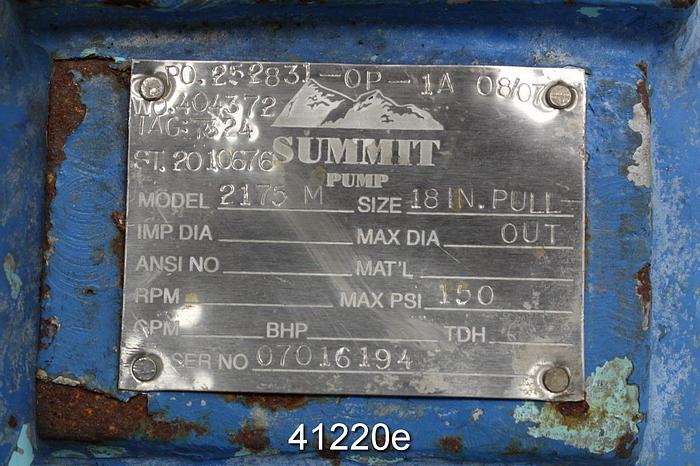 PO. 252831-OP-1A 08/07
WO. 404372
TAG: 324
ST. 2010676
SUMMIT
PUMP
MODEL 2175 M SIZE 18 IN. PULL
IMP DIA MAX DIA OUT
ANSI NO MAT'L
RPM MAX PSI 150
GPM BHP TDH
SER NO 07016194
41220e